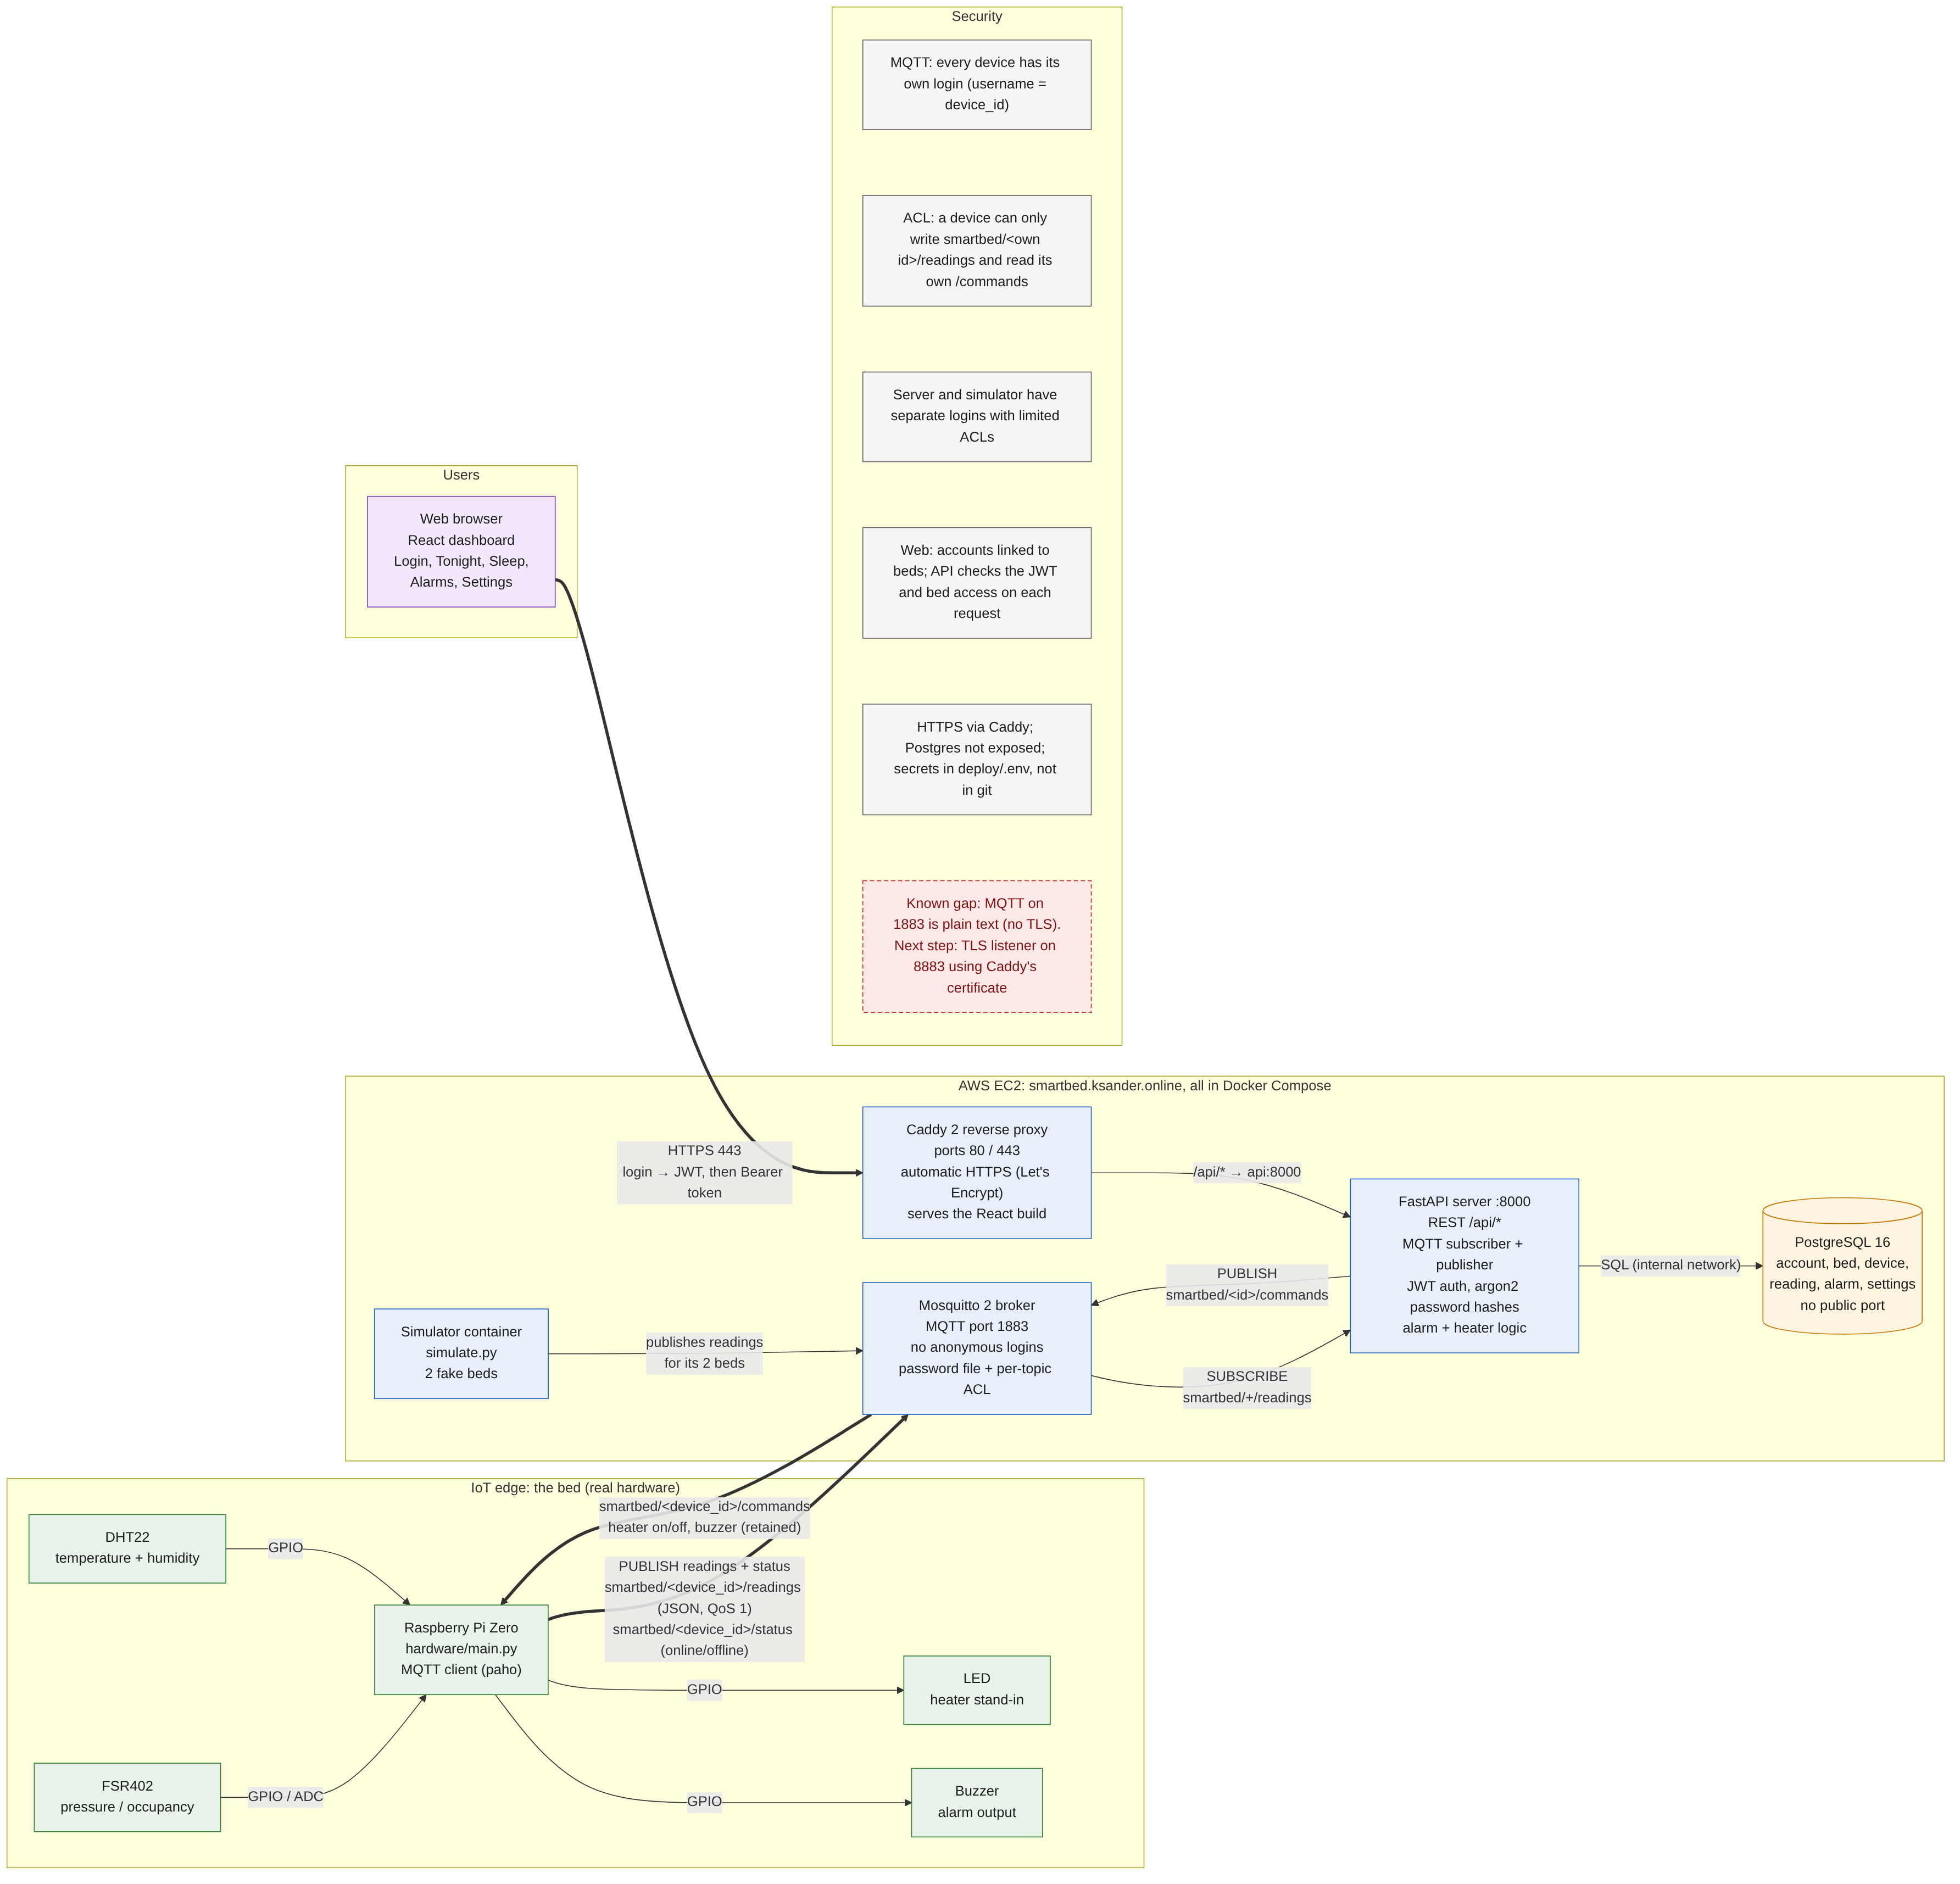 Security
MQTT: every device has its
own login (username =
device_id)
ACL: a device can only
write smartbed/<own
id>/readings and read its
own /commands
Server and simulator have
separate logins with limited
ACLs
Web: accounts linked to
beds; API checks the JWT
and bed access on each
request
HTTPS via Caddy;
Postgres not exposed;
secrets in deploy/.env, not
in git
Known gap: MQTT on
1883 is plain text (no TLS).
Next step: TLS listener on
8883 using Caddy's
certificate
Users
Web browser
React dashboard
Login, Tonight, Sleep,
Alarms, Settings
AWS EC2: smartbed.ksander.online, all in Docker Compose
HTTPS 443
login → JWT, then Bearer
token
Caddy 2 reverse proxy
ports 80 / 443
automatic HTTPS (Let's
Encrypt)
serves the React build
/api/* → api:8000
FastAPI server :8000
REST /api/*
MQTT subscriber +
publisher
JWT auth, argon2
password hashes
alarm + heater logic
SQL (internal network)
PostgreSQL 16
account, bed, device,
reading, alarm, settings
no public port
PUBLISH
smartbed/<id>/commands
Simulator container
simulate.py
2 fake beds
publishes readings
for its 2 beds
Mosquitto 2 broker
MQTT port 1883
no anonymous logins
password file + per-topic
ACL
SUBSCRIBE
smartbed/+/readings
IoT edge: the bed (real hardware)
smartbed/<device_id>/commands
heater on/off, buzzer (retained)
DHT22
temperature + humidity
GPIO
PUBLISH readings + status
smartbed/<device_id>/readings
(JSON, QoS 1)
smartbed/<device_id>/status
(online/offline)
Raspberry Pi Zero
hardware/main.py
MQTT client (paho)
GPIO
LED
heater stand-in
FSR402
pressure / occupancy
GPIO / ADC
GPIO
Buzzer
alarm output